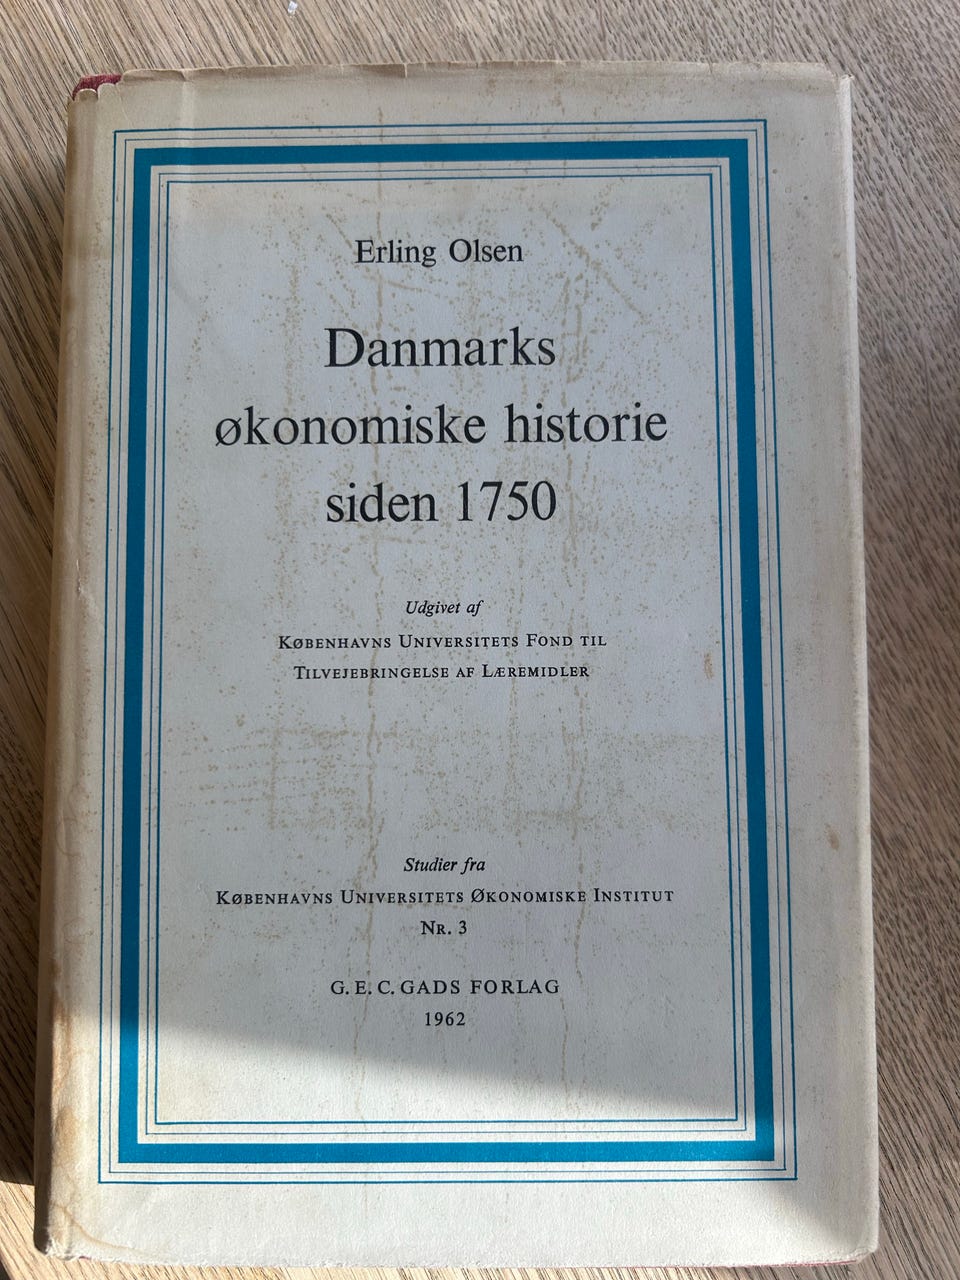 Erling Olsen
Danmarks
økonomiske historie
siden 1750
Udgivet af
KØBENHAVNS UNIVERSITETS FOND TIL
TILVEJEBRINGELSE AF LÆREMIDLER
Studier fra
KØBENHAVNS UNIVERSITETS ØKONOMISKE INSTITUT
NR. 3
G. E. C. GADS FORLAG
1962